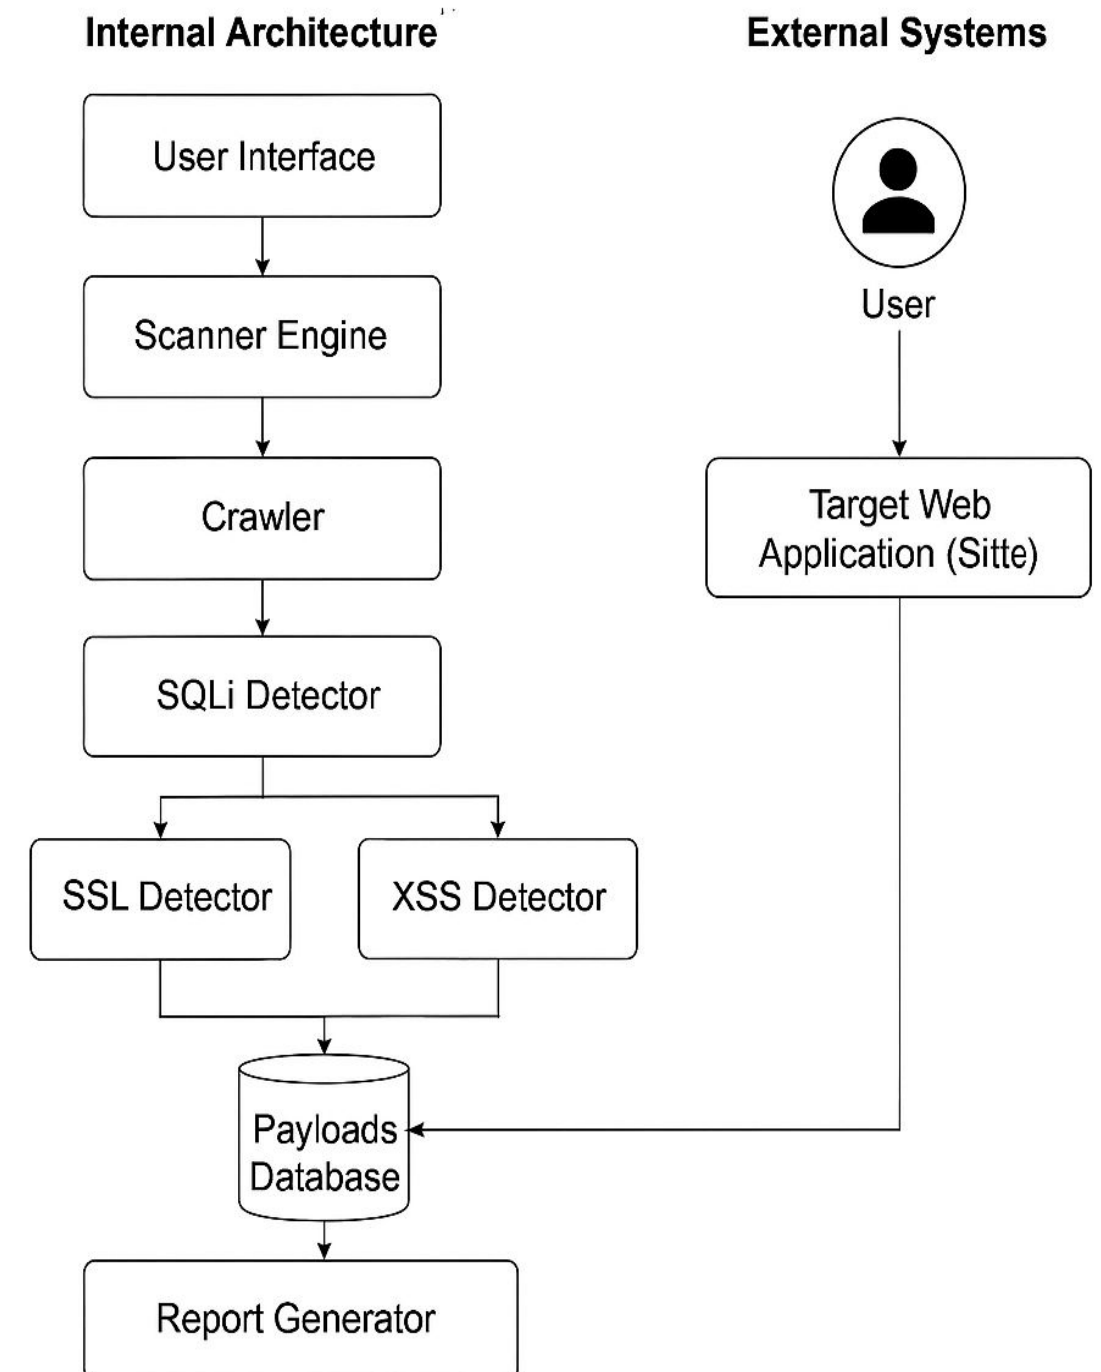 Internal Architecture
External Systems
User Interface
Scanner Engine
Crawler
SQLi Detector
SSL Detector
XSS Detector
Payloads
Database
Report Generator
User
Target Web
Application (Sitte)